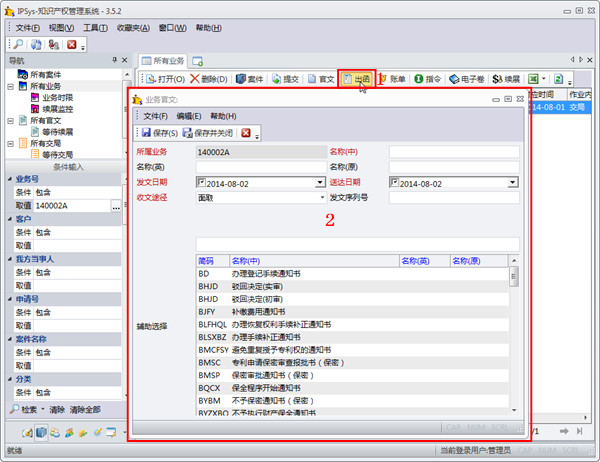 IPSys-知识产权管理系统 - 3.5.2
文件(F) 视图(V) 工具(T) 收藏夹(A) 窗口(W) 帮助(H)
导航
所有案件
所有业务
业务时限
续展监控
所有官文
等待续展
所有交局
等待交局
条件输入
业务号
条件 包含
取值 140002A ...
客户
条件 包含
取值
我方当事人
条件 包含
取值
申请号
条件 包含
取值
案件名称
条件 包含
取值
分类
条件 包含
取值
检索 清除 清除全部
所有业务
打开(O) 删除(D) 案件 提交 官文 出函 账单 指令 电子卷 续展
1
应时间 作业内
14-08-01 交局
业务官文:
文件(F) 编辑(E) 帮助(H)
保存(S) 保存并关闭
所属业务 140002A 名称(中)
名称(英) 名称(原)
发文日期 2014-08-02 送达日期 2014-08-02
收文途径 面取 发文序列号
2
简码 名称(中) 名称(英) 名称(原)
BD 办理登记手续通知书
BHJD 驳回决定(实审)
BHJD 驳回决定(初审)
BJFY 补缴费用通知书
BLFHQL 办理恢复权利手续补正通知书
BLSXBZ 办理手续补正通知书
辅助选择
BMCFSY 避免重复授予专利权的通知书
BMSC 专利申请保密审查报批书（保密）
BMSP 保密审批通知书（保密）
BQCX 保全程序开始通知书
BYBM 不予保密通知书（保密）
BYZXBQ 不予执行财产保全通知书
CAP NUM SCRL
/1
就绪
当前登录用户:管理员 CAP NUM SCRL